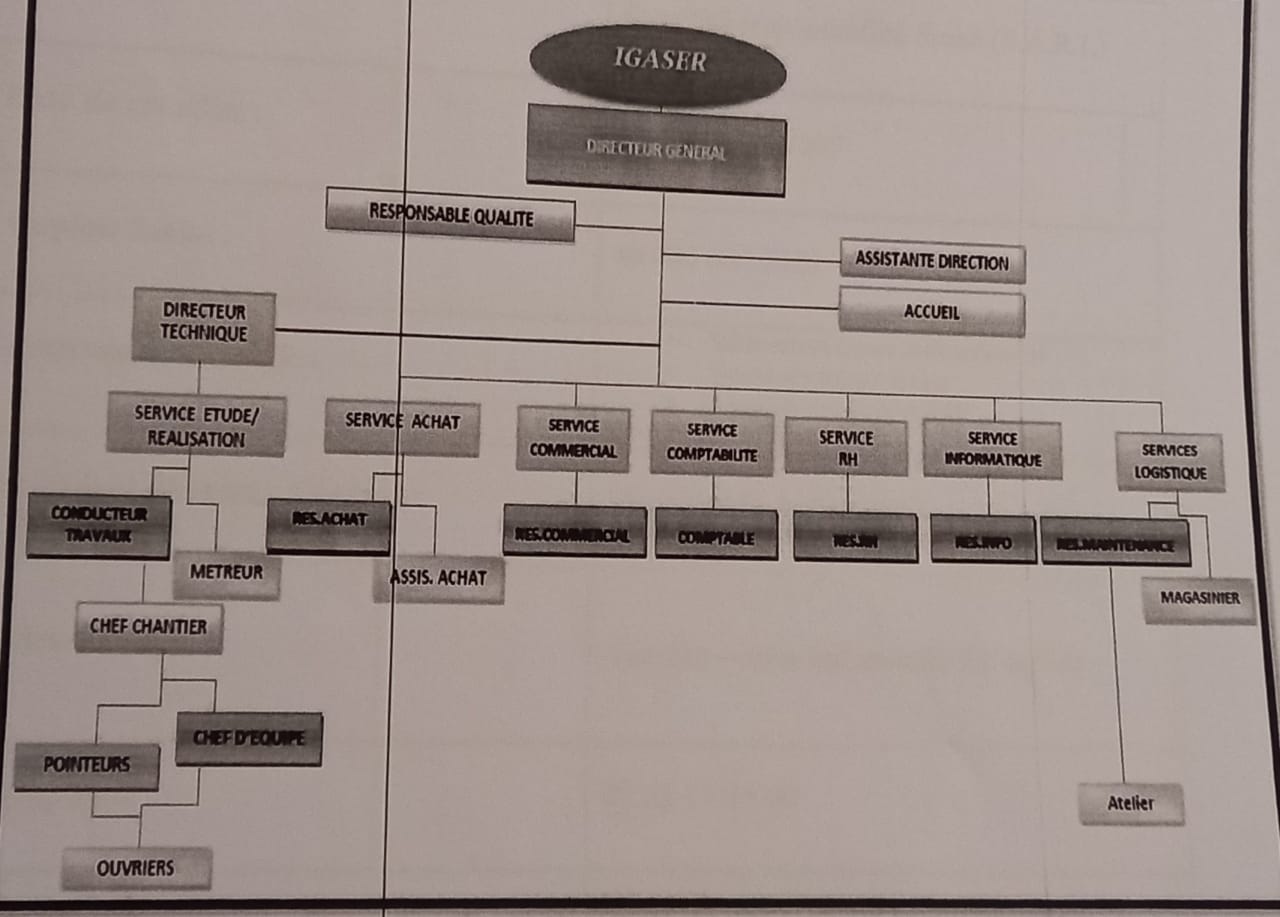 IGASER
DIRECTEUR GENERAL
RESPONSABLE QUALITE
ASSISTANTE DIRECTION
ACCUEIL
DIRECTEUR
TECHNIQUE
SERVICE ETUDE/
REALISATION
SERVICE ACHAT
SERVICE
COMMERCIAL
SERVICE
COMPTABILITE
SERVICE
RH
SERVICE
INFORMATIQUE
SERVICES
LOGISTIQUE
CONDUCTEUR
TRAVAUX
RES.ACHAT
RES.COMMERCIAL
COMPTABLE
RES.RH
RES.INFO
RES.MAINTENANCE
METREUR
ASSIS. ACHAT
MAGASINIER
CHEF CHANTIER
CHEF D'EQUIPE
POINTEURS
Atelier
OUVRIERS